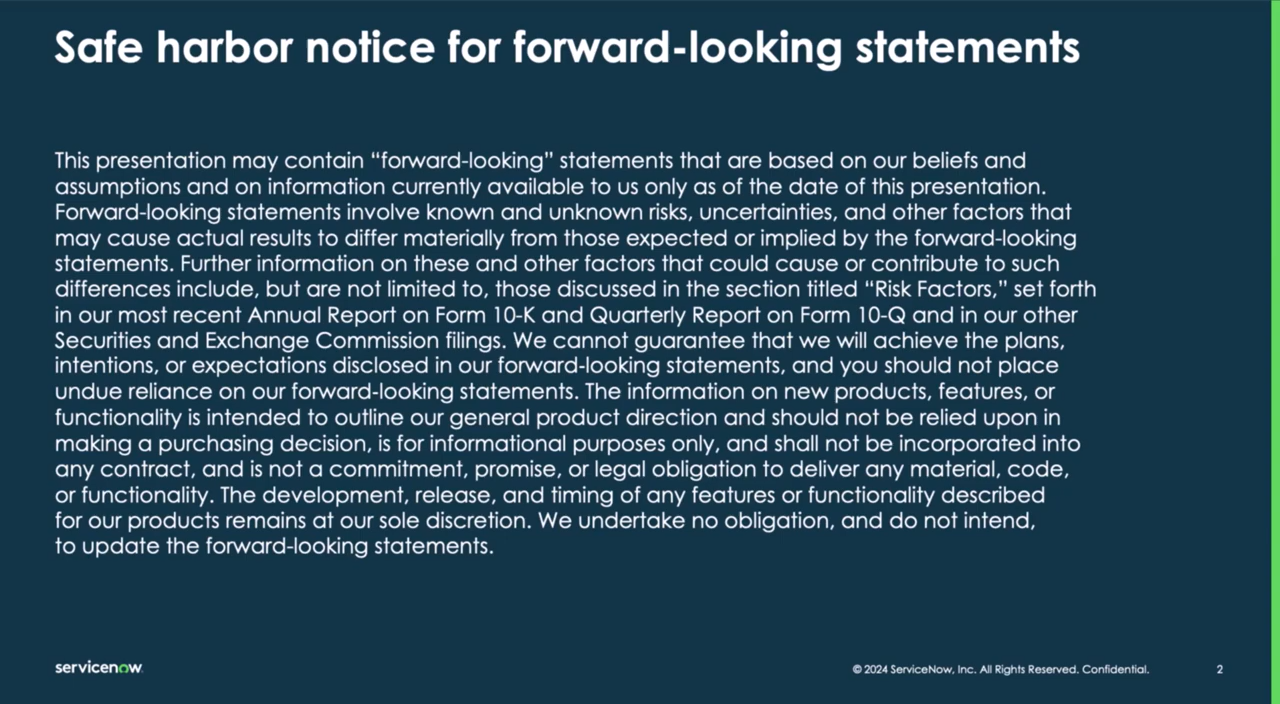 Safe harbor notice for forward-looking statements
This presentation may contain “forward-looking” statements that are based on our beliefs and
assumptions and on information currently available to us only as of the date of this presentation.
Forward-looking statements involve known and unknown risks, uncertainties, and other factors that
may cause actual results to differ materially from those expected or implied by the forward-looking
statements. Further information on these and other factors that could cause or contribute to such
differences include, but are not limited to, those discussed in the section titled “Risk Factors,” set forth
in our most recent Annual Report on Form 10-K and Quarterly Report on Form 10-Q and in our other
Securities and Exchange Commission filings. We cannot guarantee that we will achieve the plans,
intentions, or expectations disclosed in our forward-looking statements, and you should not place
undue reliance on our forward-looking statements. The information on new products, features, or
functionality is intended to outline our general product direction and should not be relied upon in
making a purchasing decision, is for informational purposes only, and shall not be incorporated into
any contract, and is not a commitment, promise, or legal obligation to deliver any material, code,
or functionality. The development, release, and timing of any features or functionality described
for our products remains at our sole discretion. We undertake no obligation, and do not intend,
to update the forward-looking statements.
servicenow
© 2024 ServiceNow, Inc. All Rights Reserved. Confidential.
2